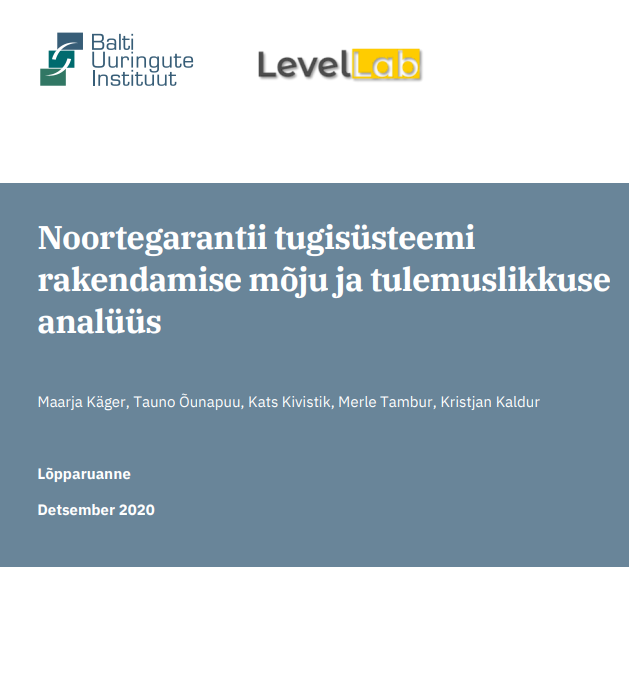 Balti
Uuringute
Instituut
LevelLab
Noortegarantii tugisüsteemi
rakendamise mõju ja tulemuslikkuse
analüüs
Maarja Käger, Tauno Õunapuu, Kats Kivistik, Merle Tambur, Kristjan Kaldur
Lõpparuanne
Detsember 2020